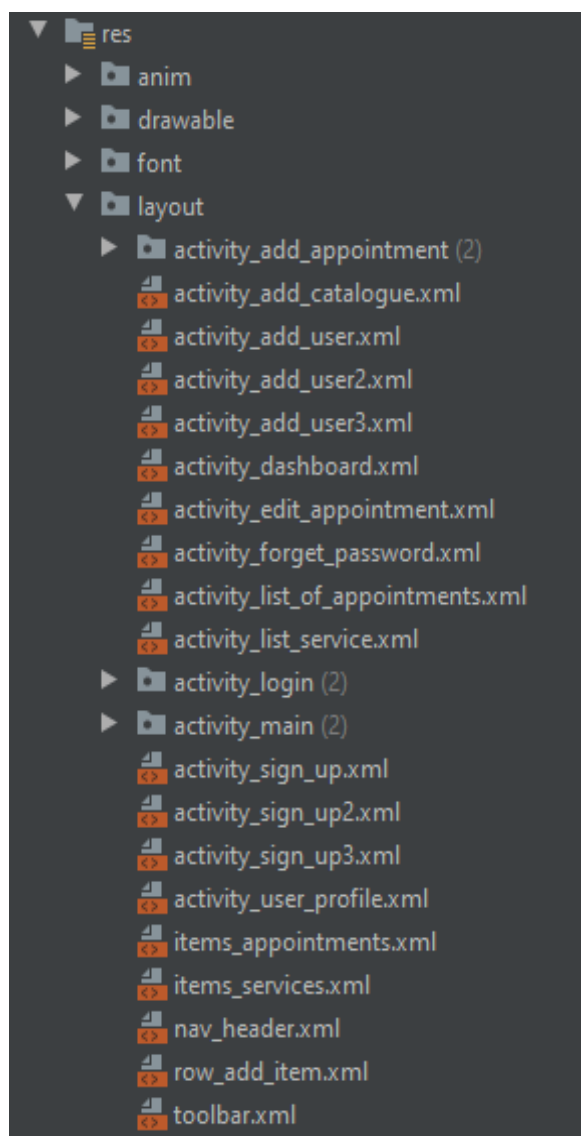 res
anim
drawable
font
layout
activity_add_appointment (2)
activity_add_catalogue.xml
activity_add_user.xml
activity_add_user2.xml
activity_add_user3.xml
activity_dashboard.xml
activity_edit_appointment.xml
activity_forget_password.xml
activity_list_of_appointments.xml
activity_list_service.xml
activity_login (2)
activity_main (2)
activity_sign_up.xml
activity_sign_up2.xml
activity_sign_up3.xml
activity_user_profile.xml
items_appointments.xml
items_services.xml
nav_header.xml
row_add_item.xml
toolbar.xml